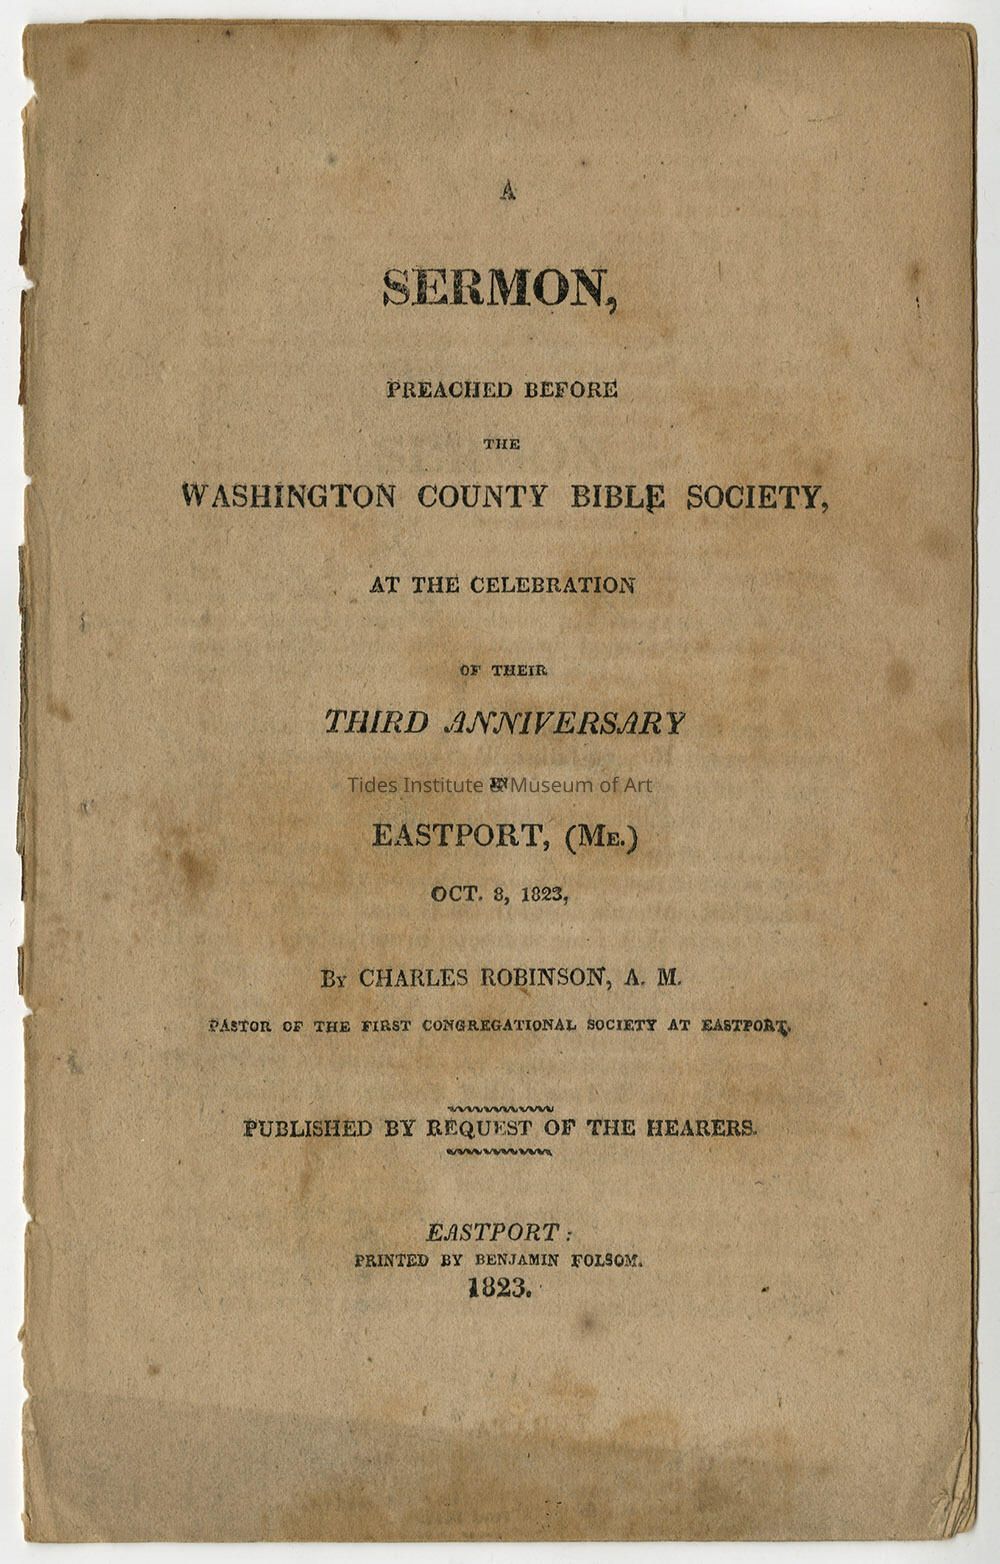 A
SERMON,
PREACHED BEFORE
THE
WASHINGTON COUNTY BIBLE SOCIETY,
AT THE CELEBRATION
OF THEIR
THIRD ANNIVERSARY
IN
Tides Institute & Museum of Art
EASTPORT, (ME.)
OCT. 8, 1823,
BY CHARLES ROBINSON, A. M.
PASTOR OF THE FIRST CONGREGATIONAL SOCIETY AT EASTPORT.
PUBLISHED BY REQUEST OF THE HEARERS.
EASTPORT:
PRINTED BY BENJAMIN FOLSOM.
1823.